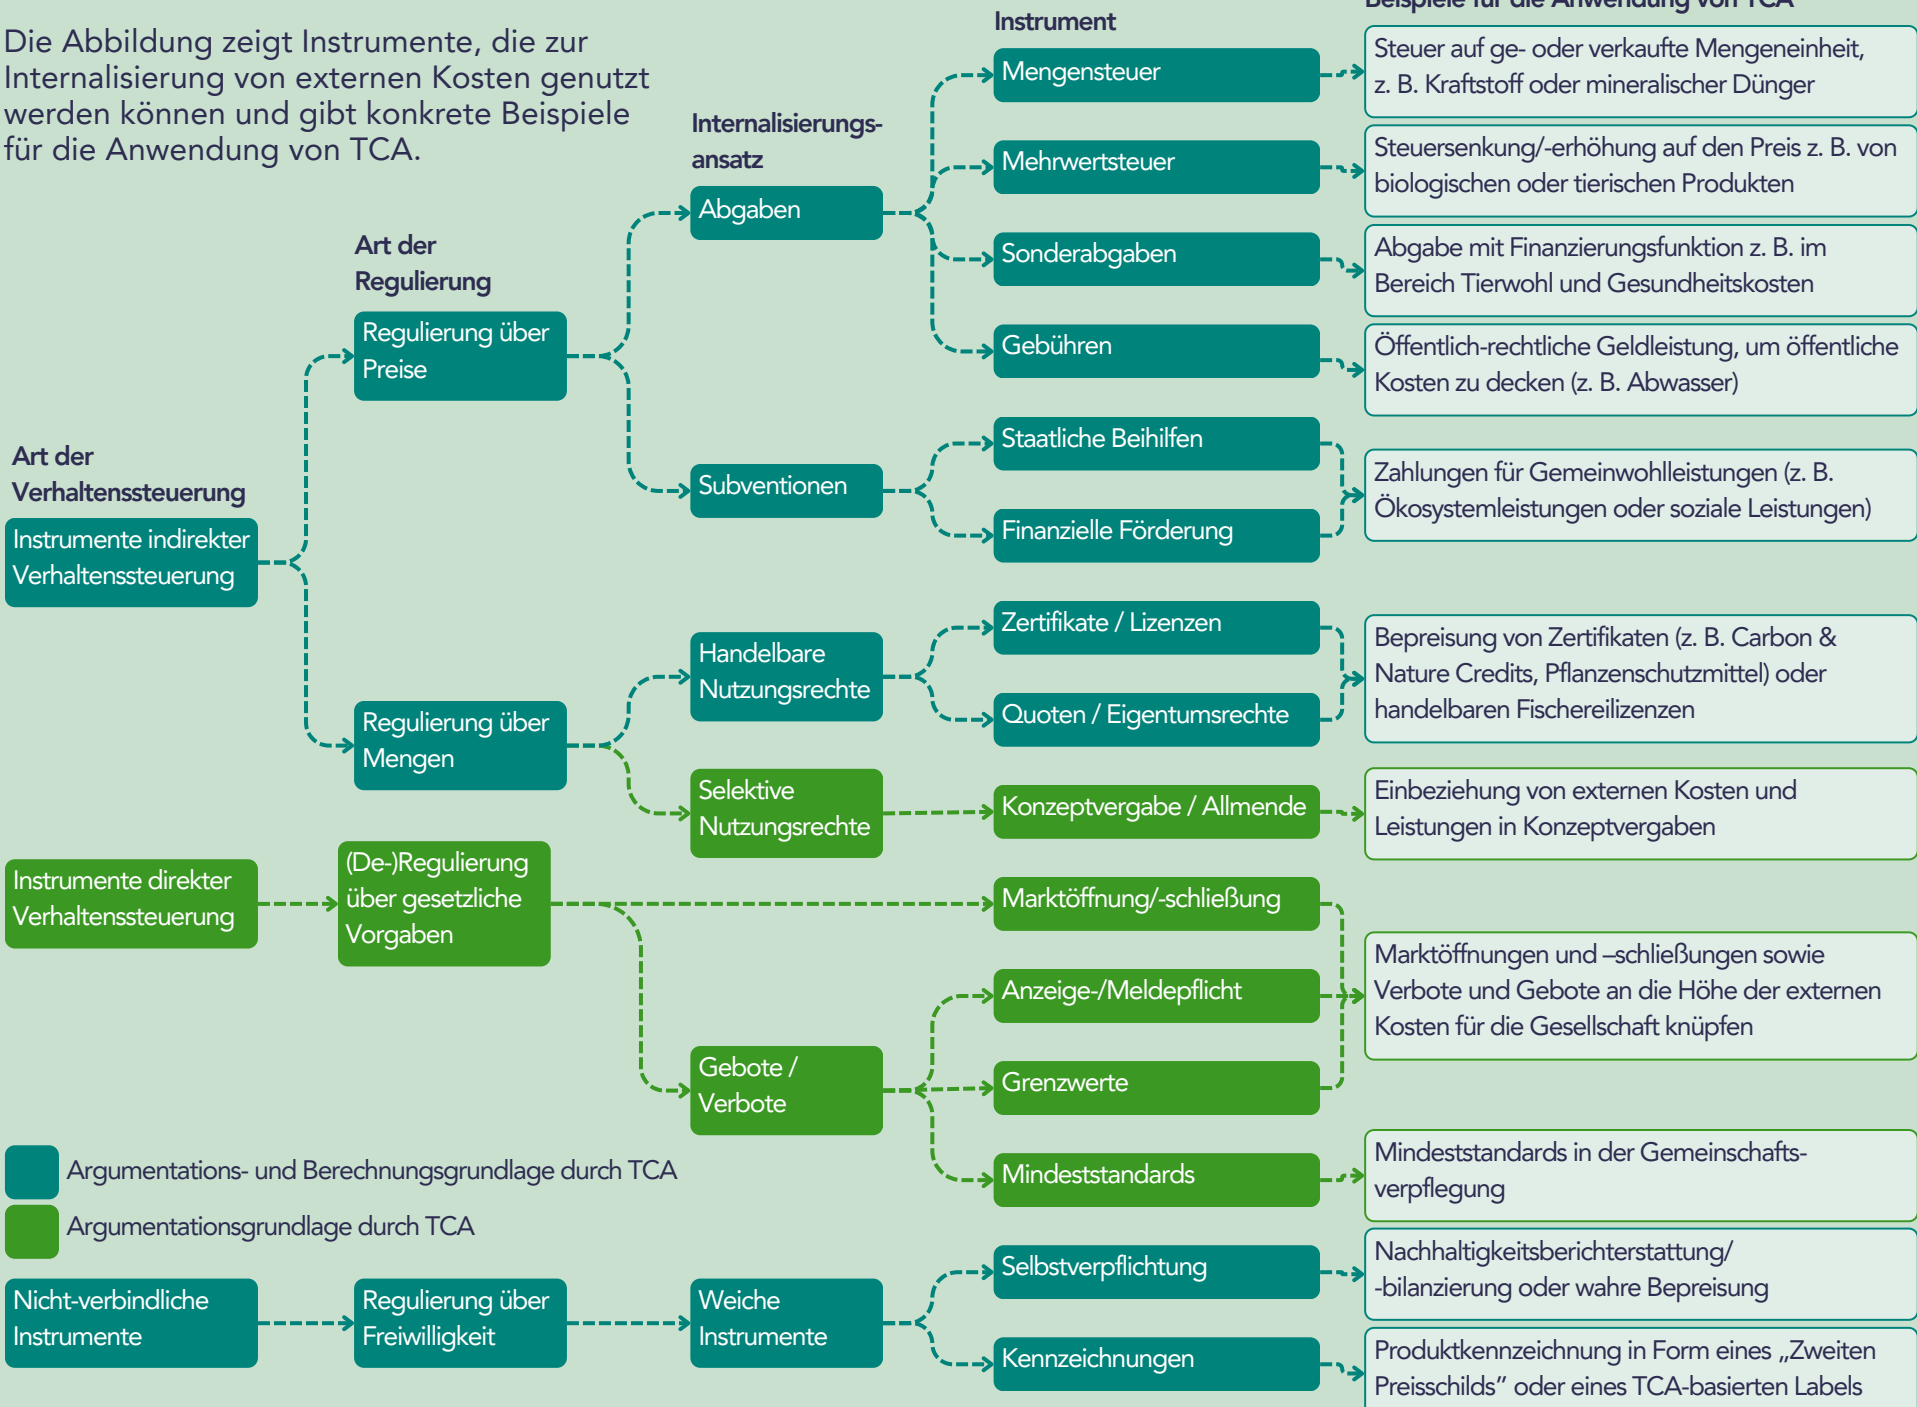 Die Abbildung zeigt Instrumente, die zur
Internalisierung von externen Kosten genutzt
werden können und gibt konkrete Beispiele
für die Anwendung von TCA.
Art der
Verhaltenssteuerung
Instrumente indirekter
Verhaltenssteuerung
Instrumente direkter
Verhaltenssteuerung
Nicht-verbindliche
Instrumente
Art der
Regulierung
Regulierung über
Preise
Regulierung über
Mengen
(De-)Regulierung
über gesetzliche
Vorgaben
Regulierung über
Freiwilligkeit
Internalisierungs-
ansatz
Abgaben
Subventionen
Handelbare
Nutzungsrechte
Selektive
Nutzungsrechte
Gebote /
Verbote
Weiche
Instrumente
Instrument
Mengensteuer
Mehrwertsteuer
Sonderabgaben
Gebühren
Staatliche Beihilfen
Finanzielle Förderung
Zertifikate / Lizenzen
Quoten / Eigentumsrechte
Konzeptvergabe / Allmende
Marktöffnung/-schließung
Anzeige-/Meldepflicht
Grenzwerte
Mindeststandards
Selbstverpflichtung
Kennzeichnungen
Beispiele für die Anwendung von TCA
Steuer auf ge- oder verkaufte Mengeneinheit,
z. B. Kraftstoff oder mineralischer Dünger
Steuersenkung/-erhöhung auf den Preis z. B. von
biologischen oder tierischen Produkten
Abgabe mit Finanzierungsfunktion z. B. im
Bereich Tierwohl und Gesundheitskosten
Öffentlich-rechtliche Geldleistung, um öffentliche
Kosten zu decken (z. B. Abwasser)
Zahlungen für Gemeinwohlleistungen (z. B.
Ökosystemleistungen oder soziale Leistungen)
Bepreisung von Zertifikaten (z. B. Carbon &
Nature Credits, Pflanzenschutzmittel) oder
handelbaren Fischereilizenzen
Einbeziehung von externen Kosten und
Leistungen in Konzeptvergaben
Marktöffnungen und –schließungen sowie
Verbote und Gebote an die Höhe der externen
Kosten für die Gesellschaft knüpfen
Mindeststandards in der Gemeinschafts-
verpflegung
Nachhaltigkeitsberichterstattung/
-bilanzierung oder wahre Bepreisung
Produktkennzeichnung in Form eines „Zweiten
Preisschilds“ oder eines TCA-basierten Labels
Argumentations- und Berechnungsgrundlage durch TCA
Argumentationsgrundlage durch TCA